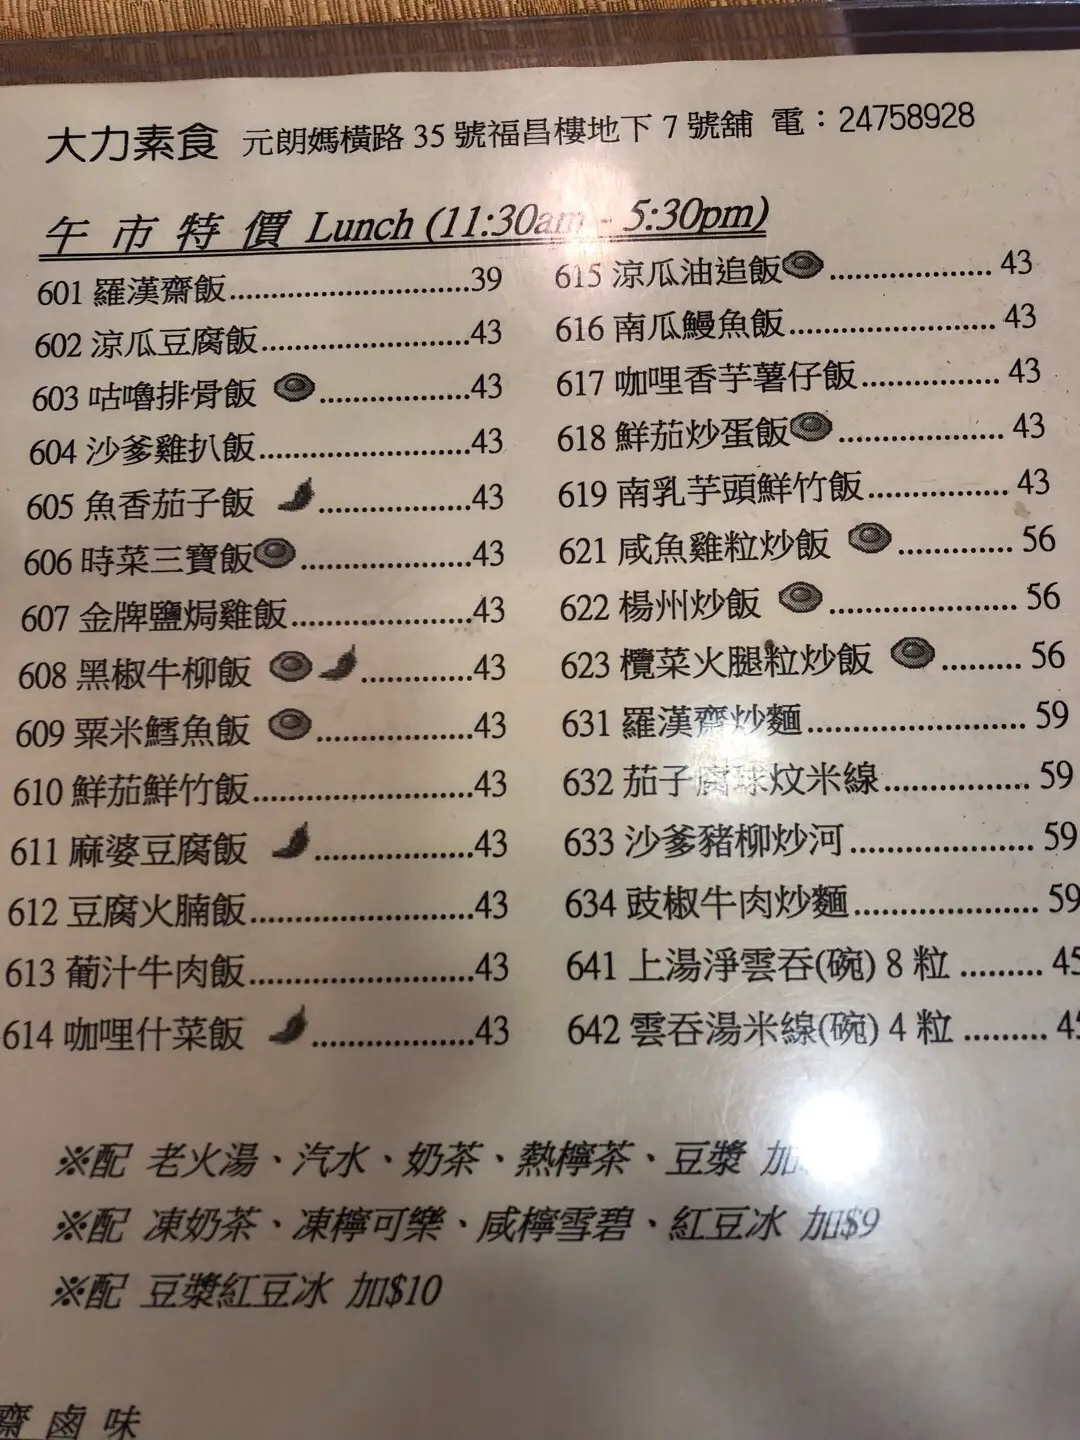 大力素食 元朗媽橫路 35 號福昌樓地下 7 號舖 電：24758928
午 市 特 價 Lunch (11:30am - 5:30pm)
601 羅漢齋飯............................39
602 涼瓜豆腐飯.........................43
603 咕嚕排骨飯 ..................43
604 沙爹雞扒飯.........................43
605 魚香茄子飯 ..................43
606 時菜三寶飯....................43
607 金牌鹽焗雞飯......................43
608 黑椒牛柳飯 .............43
609 粟米鱈魚飯 ...................43
610 鮮茄鮮竹飯..........................43
611 麻婆豆腐飯 ...................43
612 豆腐火腩飯..........................43
613 葡汁牛肉飯..........................43
614 咖哩什菜飯 ...................43
615 涼瓜油追飯................... 43
616 南瓜鰻魚飯......................... 43
617 咖哩香芋薯仔飯................ 43
618 鮮茄炒蛋飯.................... 43
619 南乳芋頭鮮竹飯................. 43
621 咸魚雞粒炒飯 .............. 56
622 楊州炒飯 ...................... 56
623 欖菜火腿粒炒飯 ......... 56
631 羅漢齋炒麵.......................... 59
632 茄子腐球炆米線................. 59
633 沙爹豬柳炒河...................... 59
634 豉椒牛肉炒麵...................... 59
641 上湯淨雲吞(碗) 8 粒 ......... 45
642 雲吞湯米線(碗) 4 粒 ......... 45
※配 老火湯、汽水、奶茶、熱檸茶、豆漿 加
※配 凍奶茶、凍檸可樂、咸檸雪碧、紅豆冰 加$9
※配 豆漿紅豆冰 加$10
齋 鹵 味